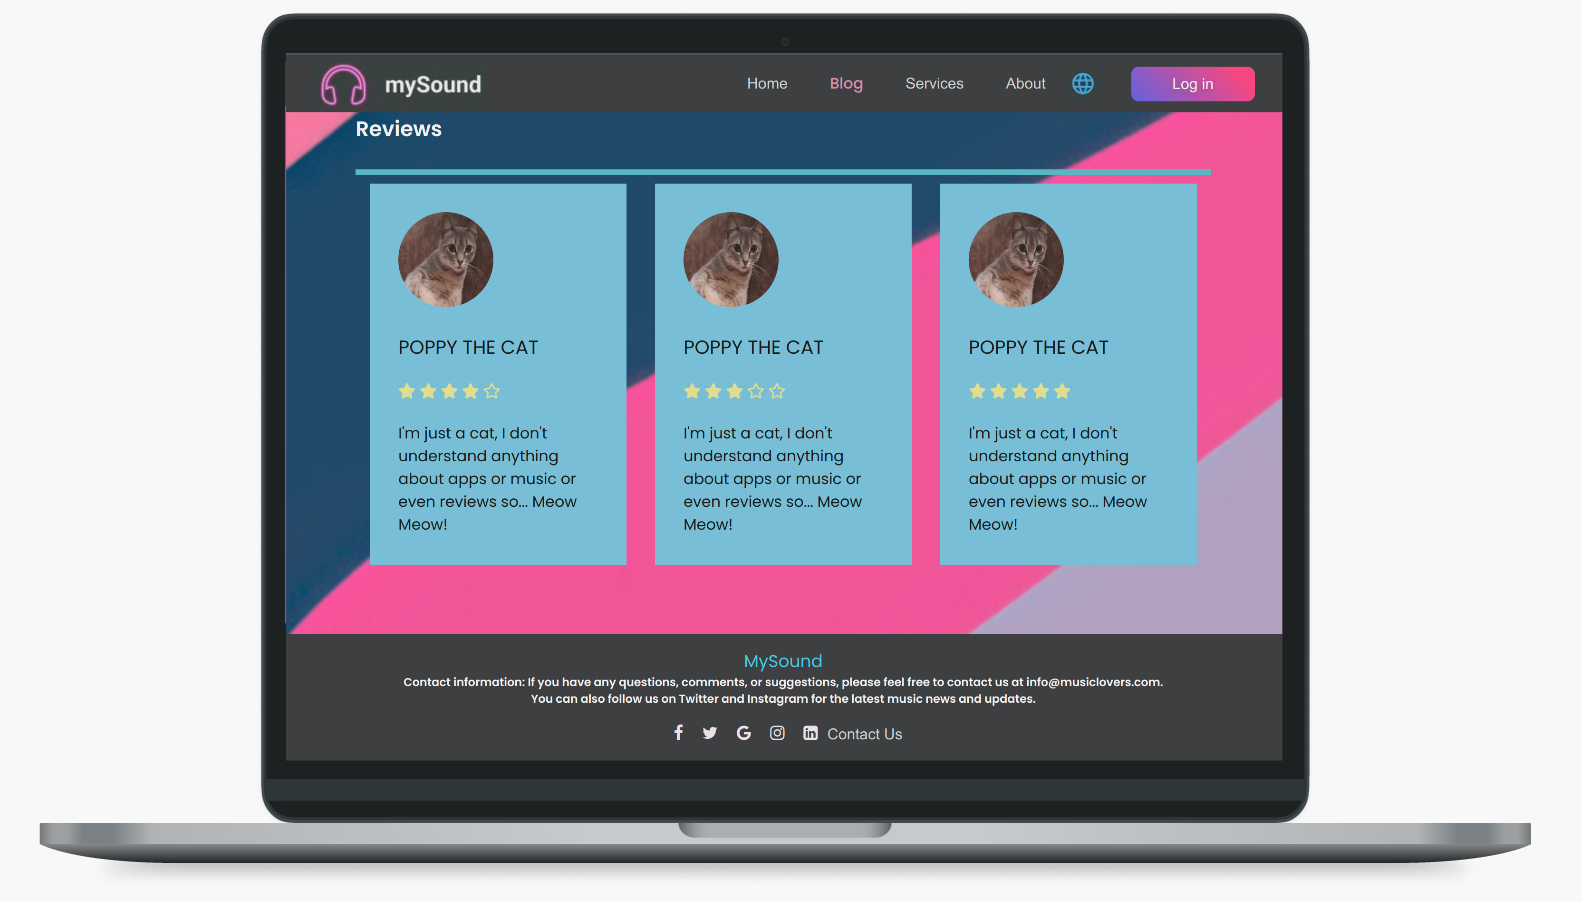 mySound
Home Blog Services About Log in
Reviews
POPPY THE CAT
I'm just a cat, I don't
understand anything
about apps or music or
even reviews so... Meow
Meow!
POPPY THE CAT
I'm just a cat, I don't
understand anything
about apps or music or
even reviews so... Meow
Meow!
POPPY THE CAT
I'm just a cat, I don't
understand anything
about apps or music or
even reviews so... Meow
Meow!
MySound
Contact information: If you have any questions, comments, or suggestions, please feel free to contact us at info@musiclovers.com.
You can also follow us on Twitter and Instagram for the latest music news and updates.
Contact Us